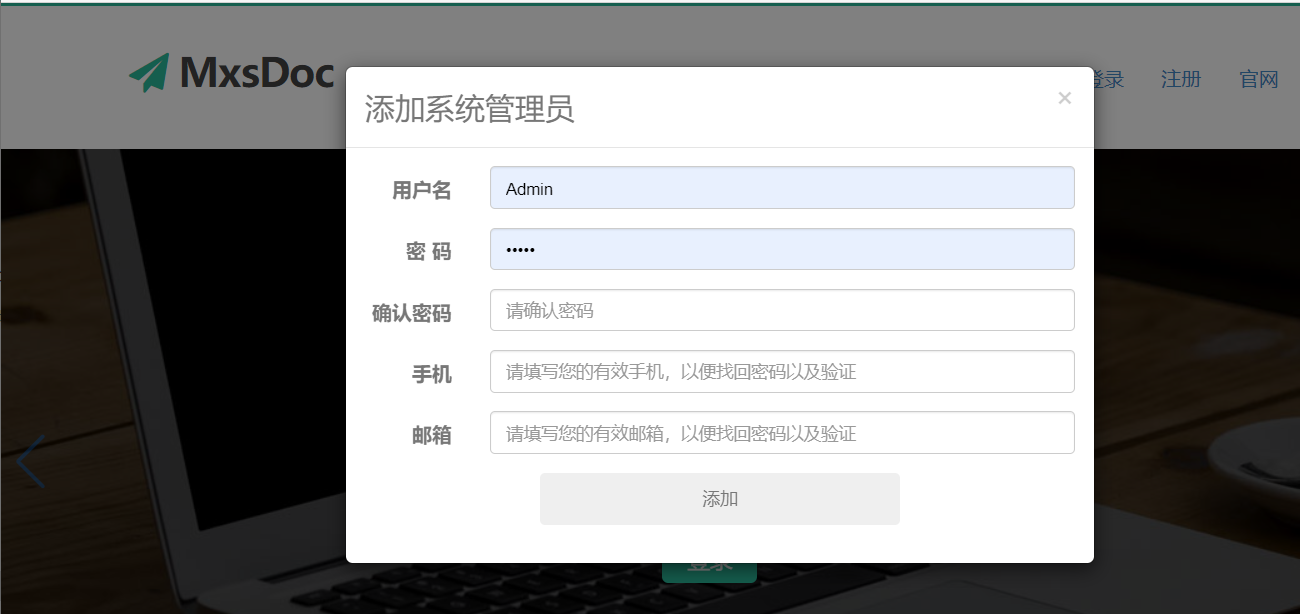 MxsDoc
登录 注册 官网
添加系统管理员
×
用户名 Admin
密 码 •••••
确认密码 请确认密码
手机 请填写您的有效手机，以便找回密码以及验证
邮箱 请填写您的有效邮箱，以便找回密码以及验证
添加
登录